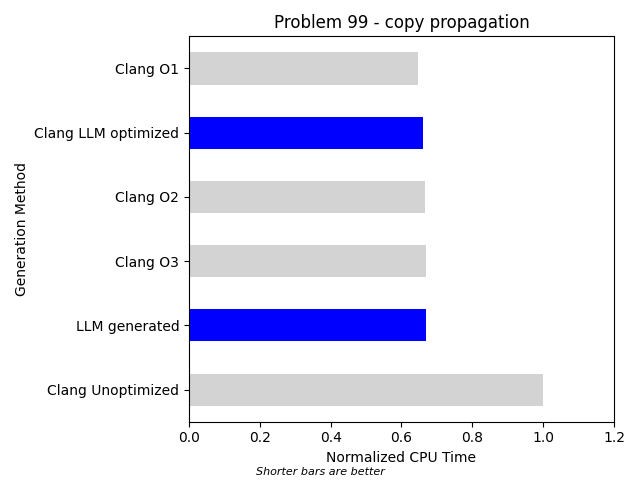 Problem 99 - copy propagation
Clang O1
Clang LLM optimized
Clang O2
Clang O3
LLM generated
Clang Unoptimized
Generation Method
0.0 0.2 0.4 0.6 0.8 1.0 1.2
Normalized CPU Time
Shorter bars are better